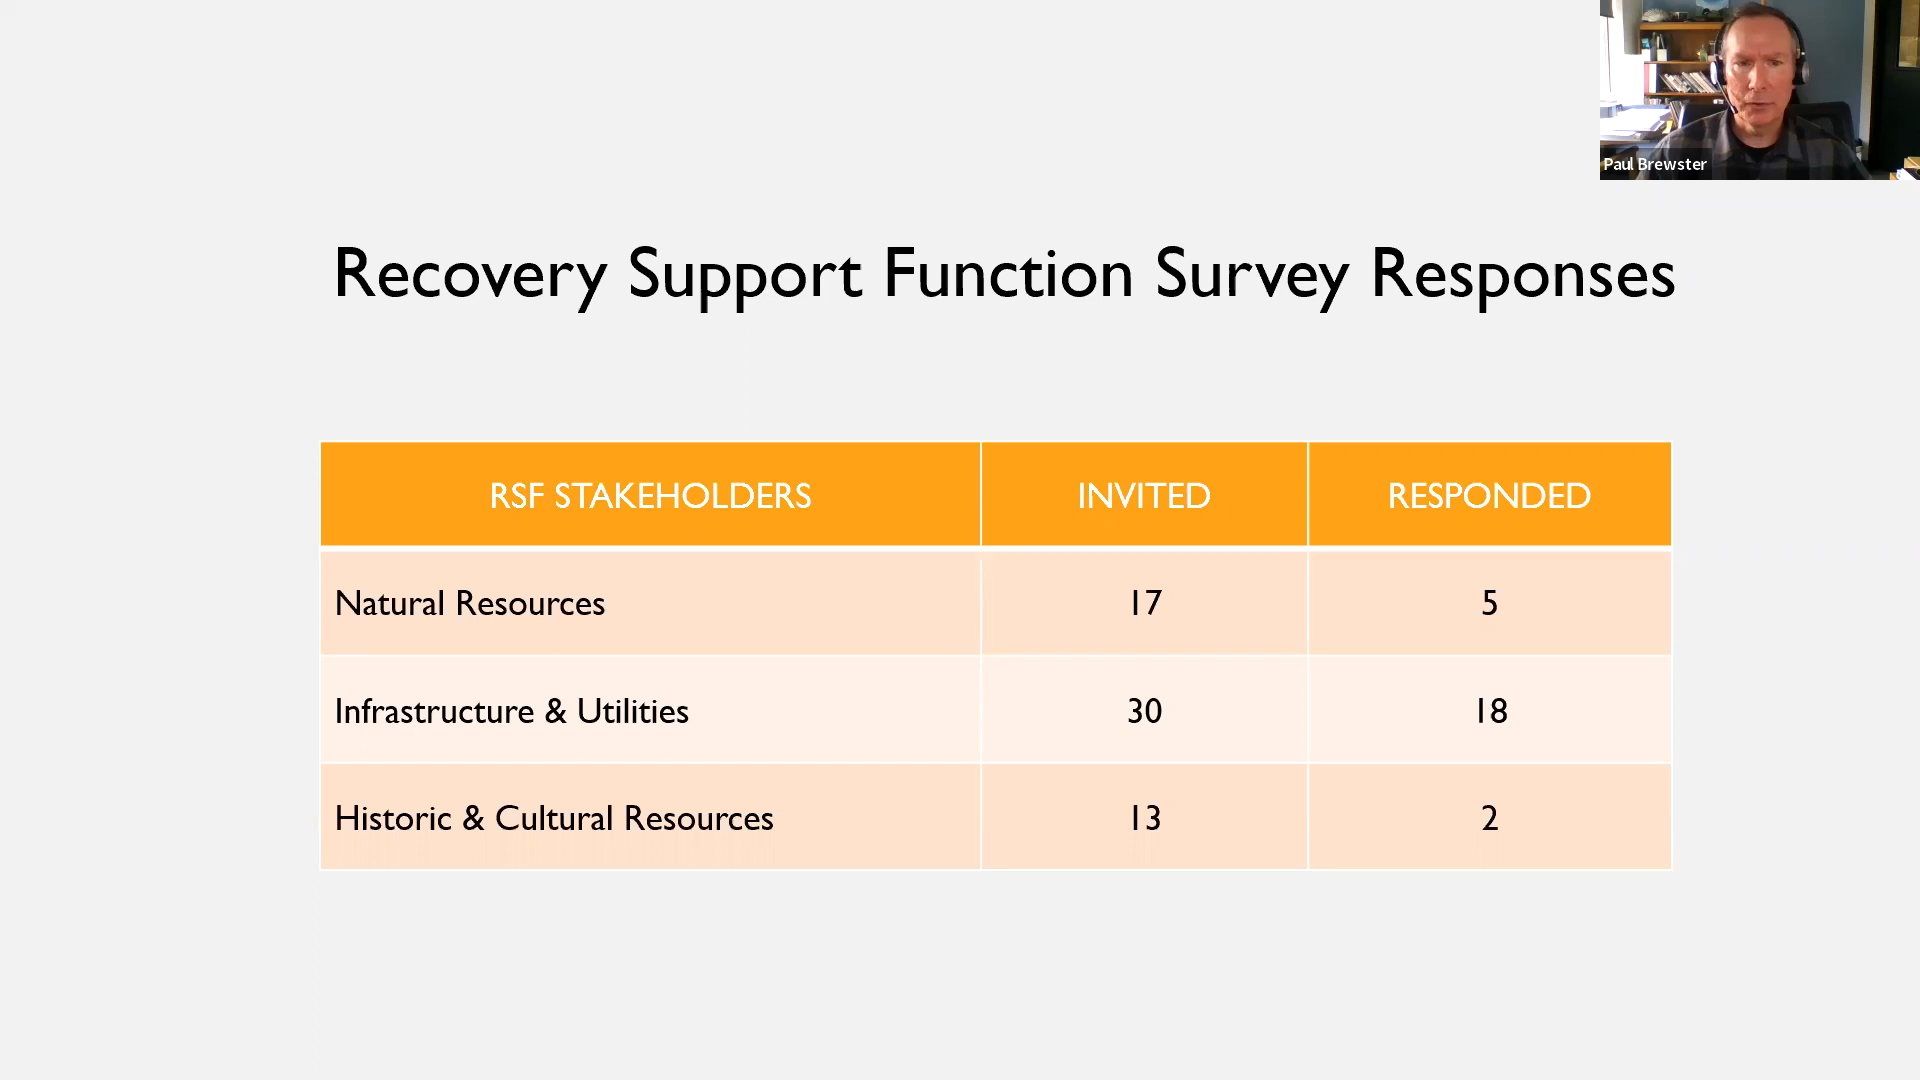 Paul Brewster
Recovery Support Function Survey Responses
RSF STAKEHOLDERS INVITED RESPONDED
Natural Resources 17 5
Infrastructure & Utilities 30 18
Historic & Cultural Resources 13 2